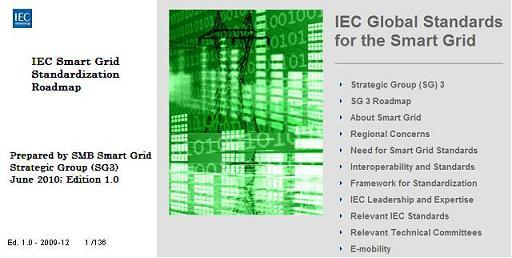 IEC
IEC Smart Grid
Standardization
Roadmap
Prepared by SMB Smart Grid
Strategic Group (SG3)
June 2010; Edition 1.0
Ed. 1.0 - 2009-12 1 /136
IEC Global Standards
for the Smart Grid
Strategic Group (SG) 3
SG 3 Roadmap
About Smart Grid
Regional Concerns
Need for Smart Grid Standards
Interoperability and Standards
Framework for Standardization
IEC Leadership and Expertise
Relevant IEC Standards
Relevant Technical Committees
E-mobility